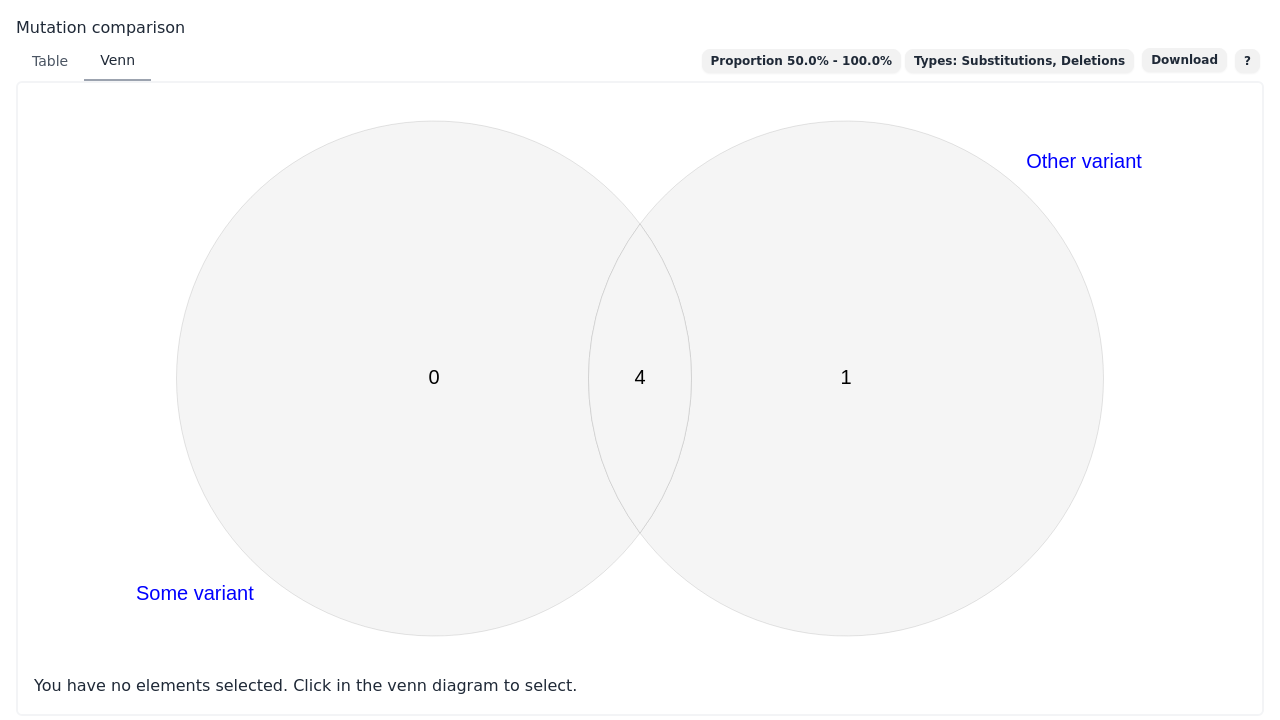 Mutation comparison
Table Venn Proportion 50.0% - 100.0% Types: Substitutions, Deletions Download ?
Other variant
0 4 1
Some variant
You have no elements selected. Click in the venn diagram to select.